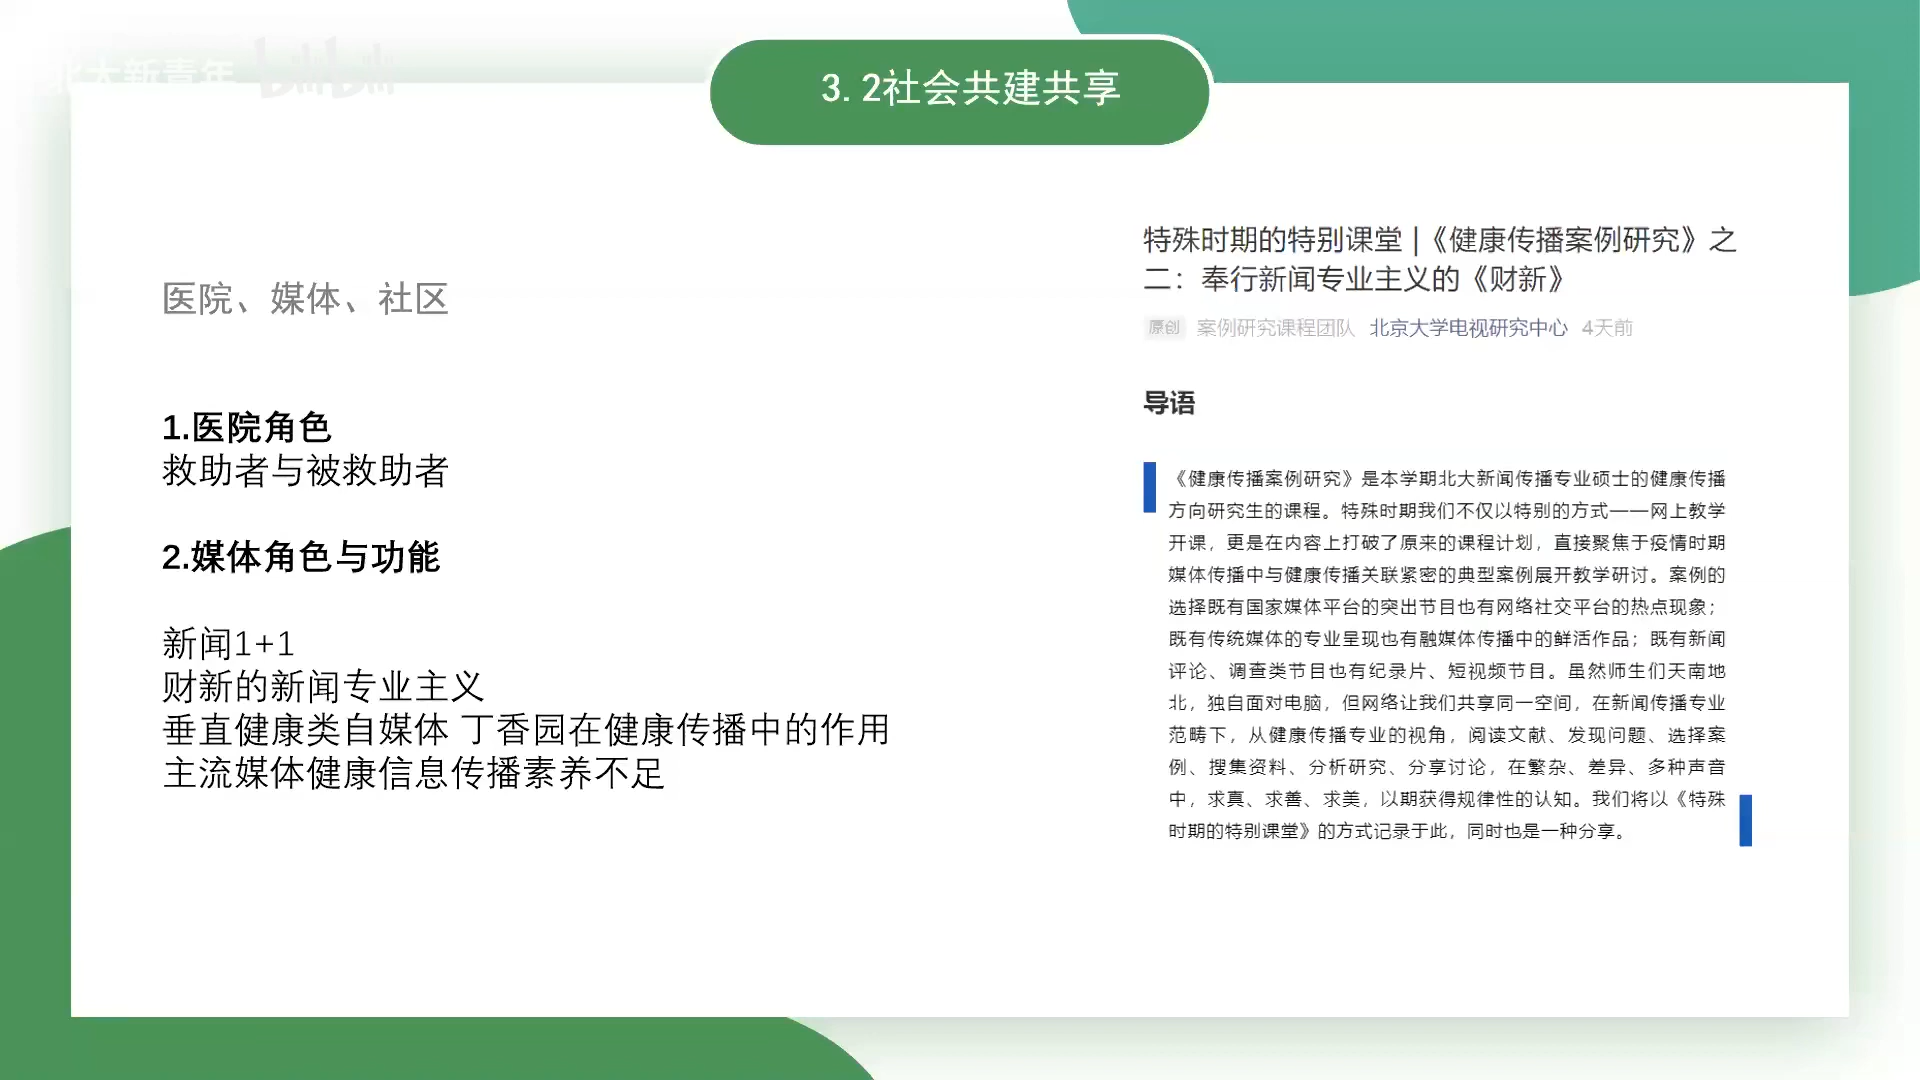 北大新青年 bilibili
3.2社会共建共享
医院、媒体、社区
1.医院角色
救助者与被救助者
2.媒体角色与功能
新闻1+1
财新的新闻专业主义
垂直健康类自媒体 丁香园在健康传播中的作用
主流媒体健康信息传播素养不足
特殊时期的特别课堂 |《健康传播案例研究》之
二：奉行新闻专业主义的《财新》
原创 案例研究课程团队 北京大学电视研究中心 4天前
导语
《健康传播案例研究》是本学期北大新闻传播专业硕士的健康传播
方向研究生的课程。特殊时期我们不仅以特别的方式——网上教学
开课，更是在内容上打破了原来的课程计划，直接聚焦于疫情时期
媒体传播中与健康传播关联紧密的典型案例展开教学研讨。案例的
选择既有国家媒体平台的突出节目也有网络社交平台的热点现象；
既有传统媒体的专业呈现也有融媒体传播中的鲜活作品；既有新闻
评论、调查类节目也有纪录片、短视频节目。虽然师生们天南地
北，独自面对电脑，但网络让我们共享同一空间，在新闻传播专业
范畴下，从健康传播专业的视角，阅读文献、发现问题、选择案
例、搜集资料、分析研究、分享讨论，在繁杂、差异、多种声音
中，求真、求善、求美，以期获得规律性的认知。我们将以《特殊
时期的特别课堂》的方式记录于此，同时也是一种分享。